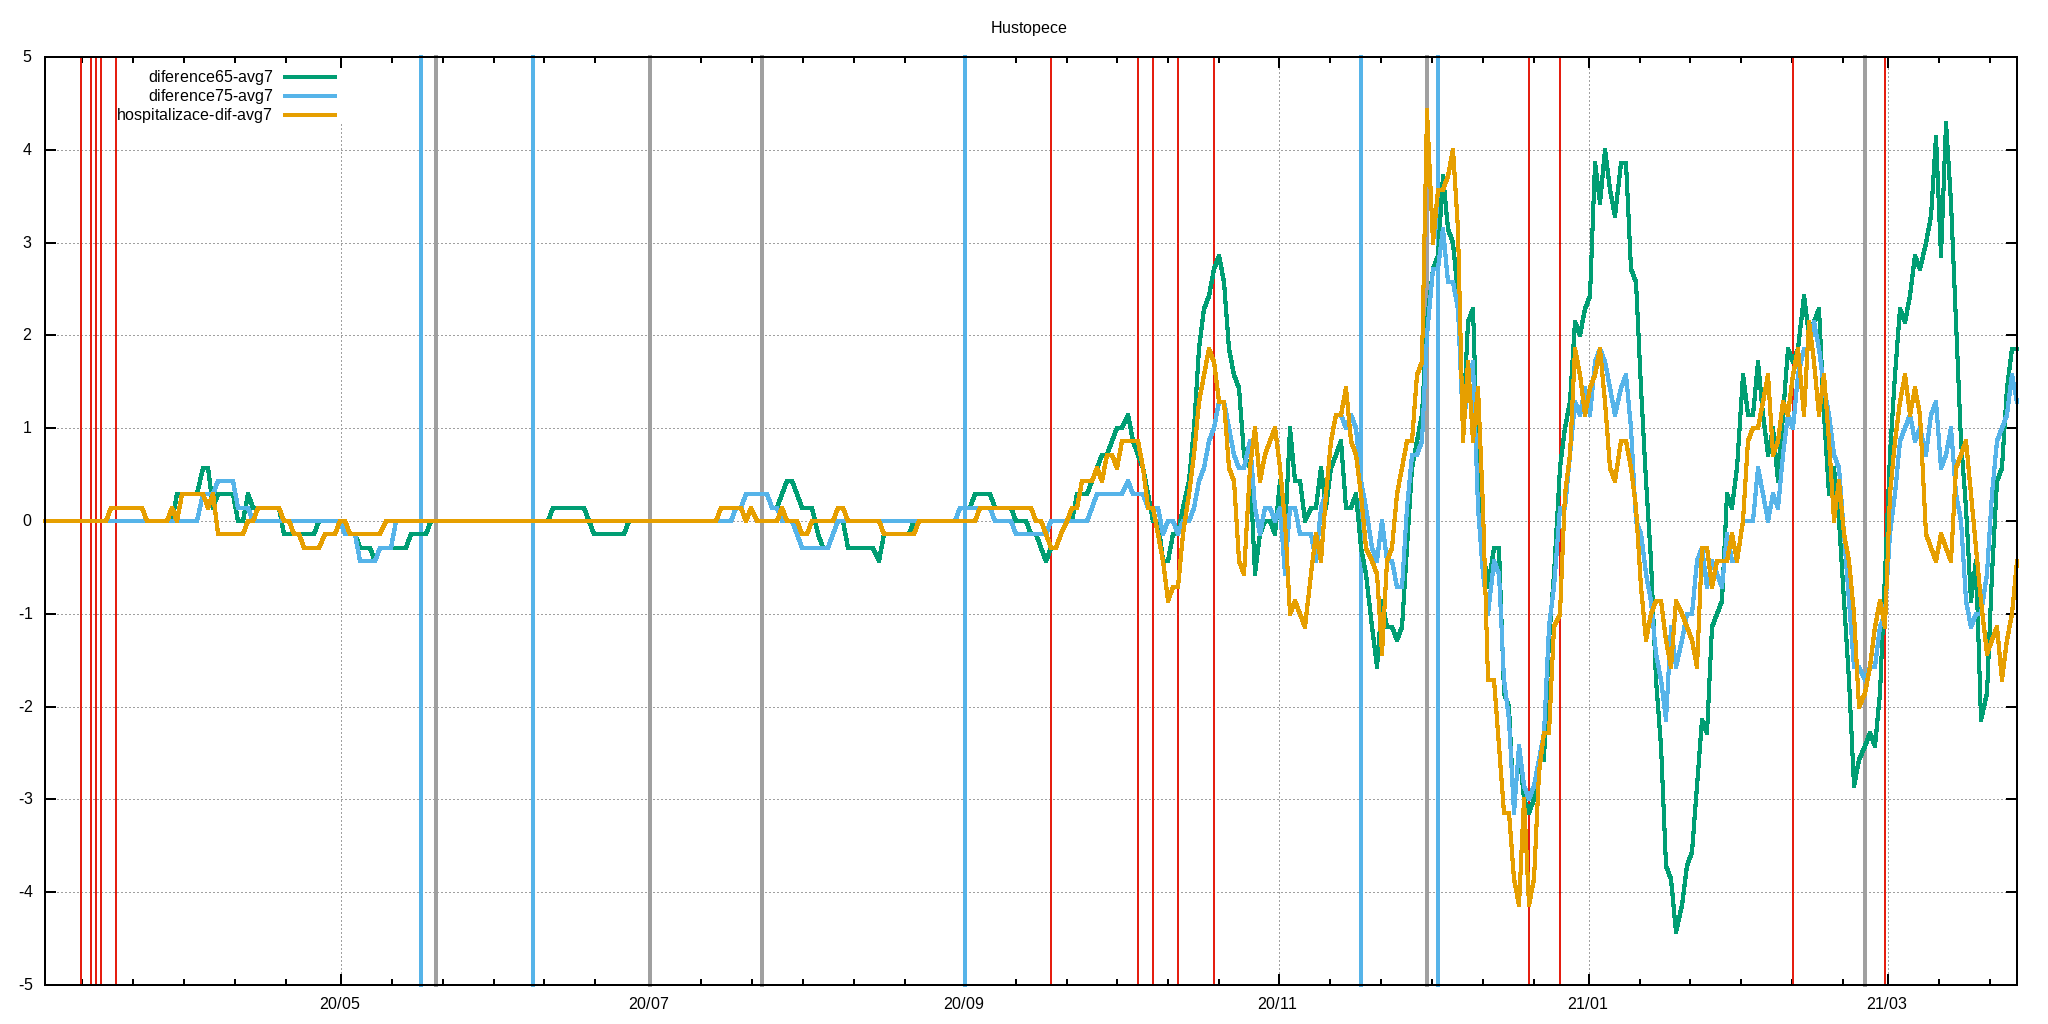 Hustopece
diference65-avg7
diference75-avg7
hospitalizace-dif-avg7
5
4
3
2
1
0
-1
-2
-3
-4
-5
20/05 20/07 20/09 20/11 21/01 21/03